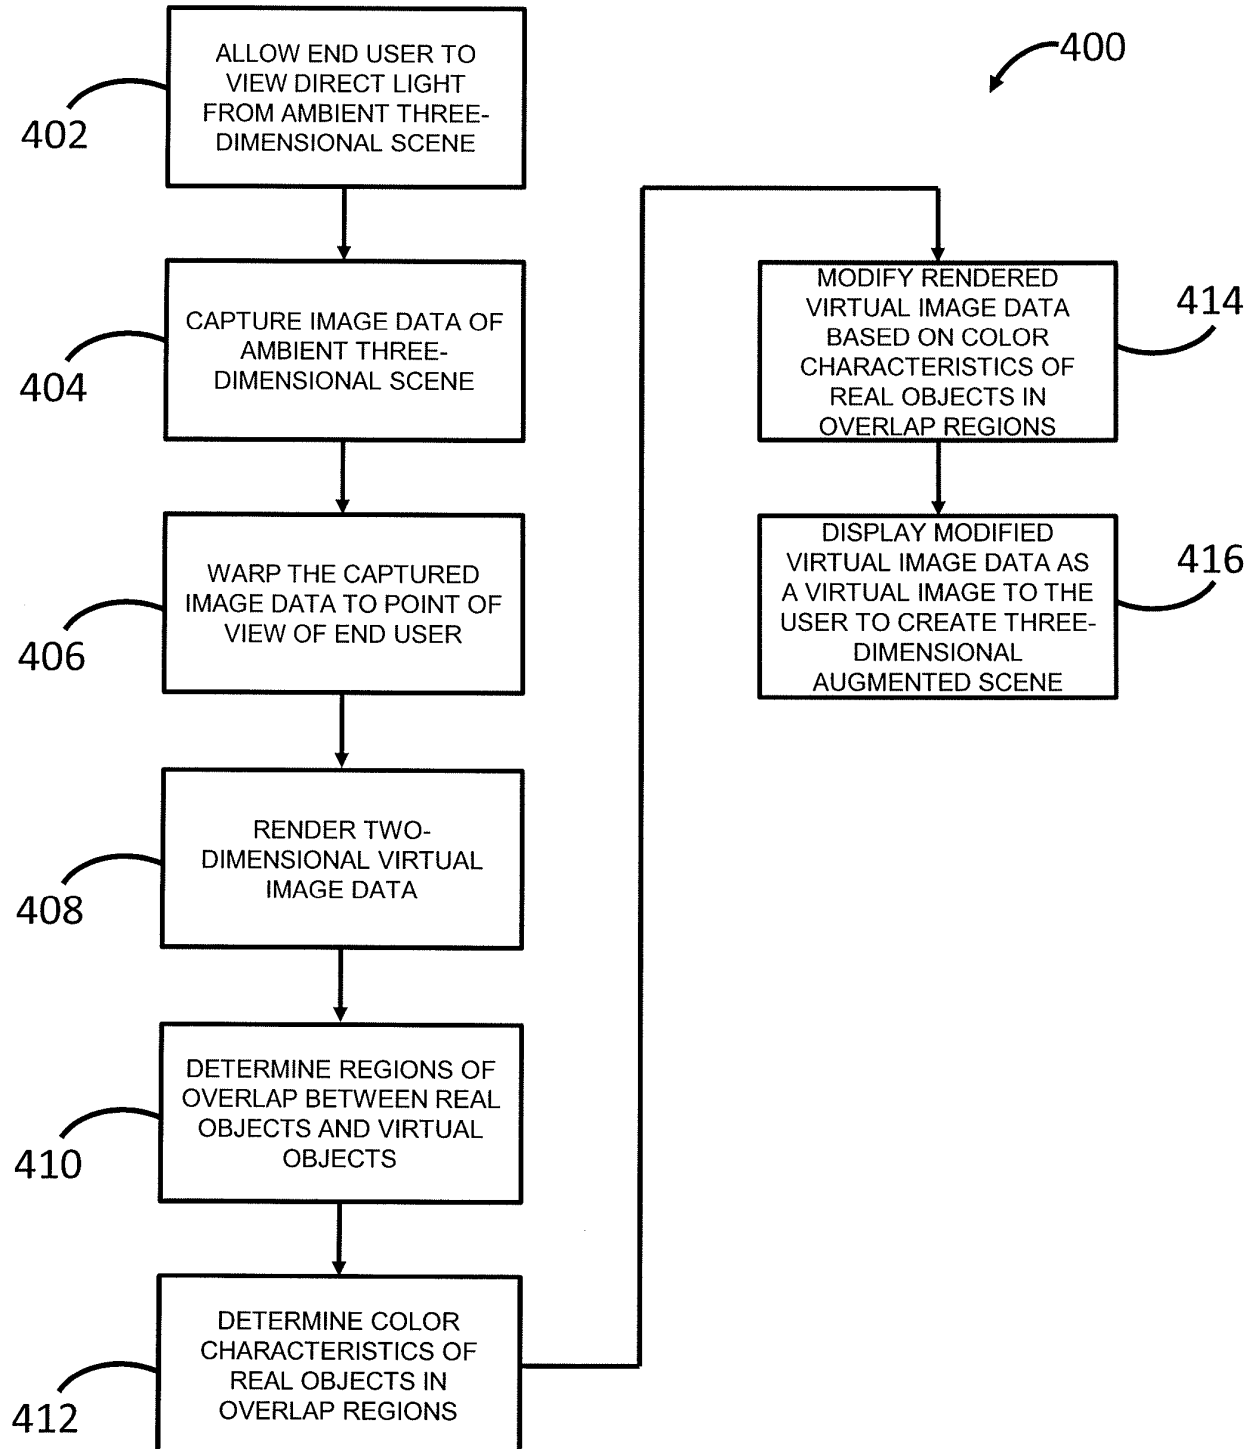 400
ALLOW END USER TO
VIEW DIRECT LIGHT
FROM AMBIENT THREE-
DIMENSIONAL SCENE
402
CAPTURE IMAGE DATA OF
AMBIENT THREE-
DIMENSIONAL SCENE
404
WARP THE CAPTURED
IMAGE DATA TO POINT OF
VIEW OF END USER
406
RENDER TWO-
DIMENSIONAL VIRTUAL
IMAGE DATA
408
DETERMINE REGIONS OF
OVERLAP BETWEEN REAL
OBJECTS AND VIRTUAL
OBJECTS
410
DETERMINE COLOR
CHARACTERISTICS OF
REAL OBJECTS IN
OVERLAP REGIONS
412
MODIFY RENDERED
VIRTUAL IMAGE DATA
BASED ON COLOR
CHARACTERISTICS OF
REAL OBJECTS IN
OVERLAP REGIONS
414
DISPLAY MODIFIED
VIRTUAL IMAGE DATA AS
A VIRTUAL IMAGE TO THE
USER TO CREATE THREE-
DIMENSIONAL
AUGMENTED SCENE
416